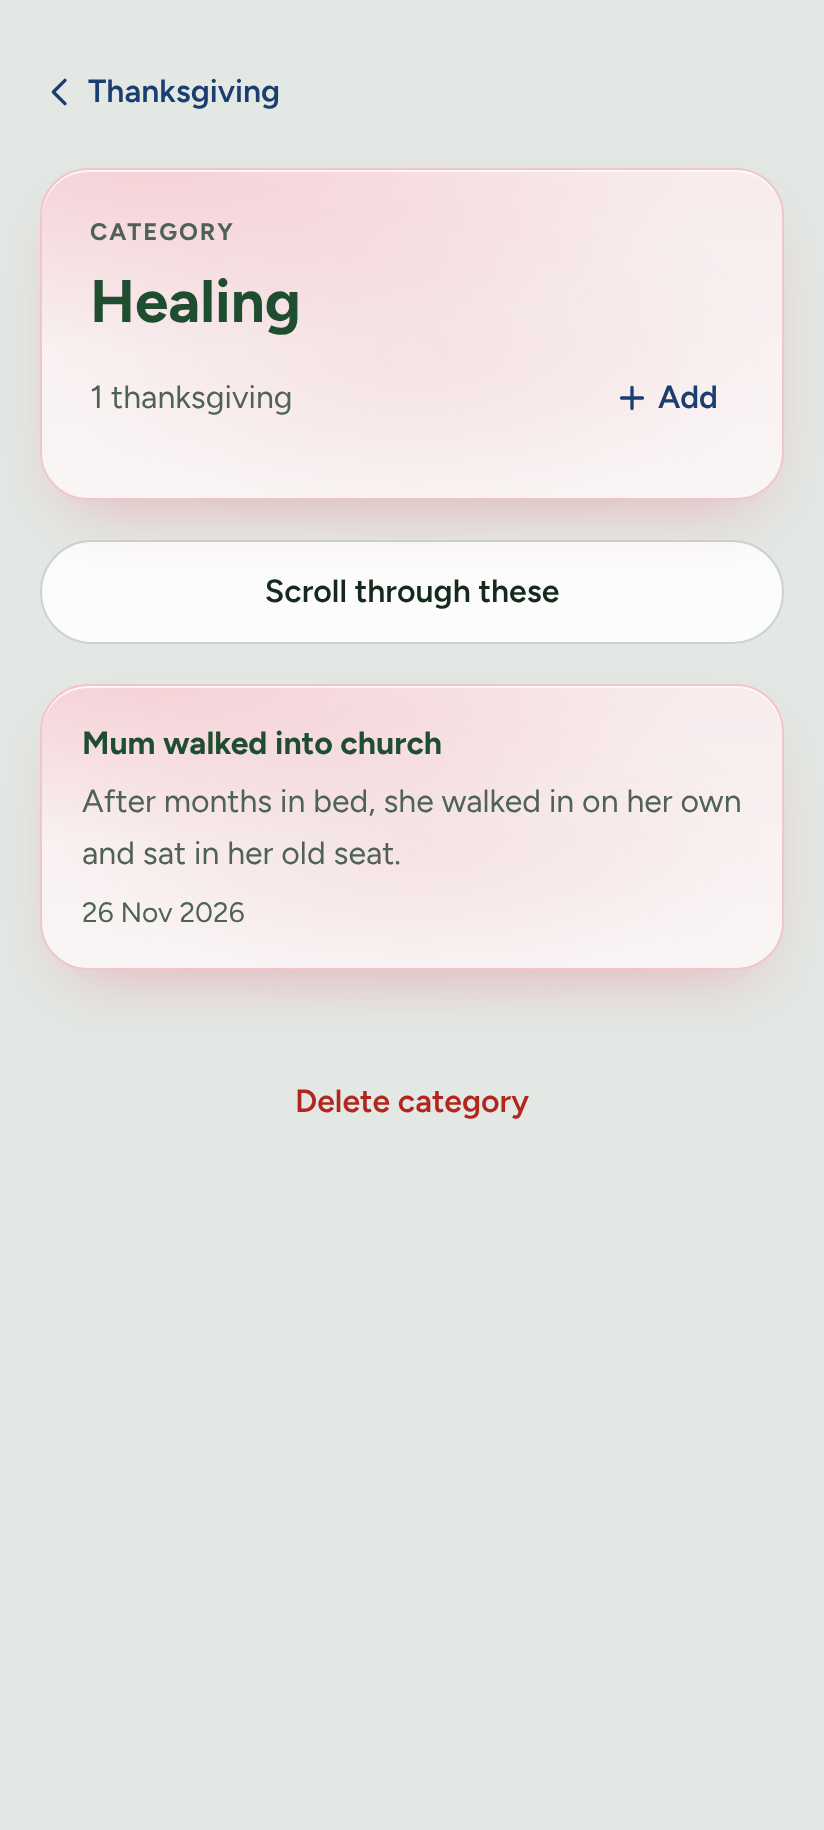 Thanksgiving
CATEGORY
Healing
1 thanksgiving
+ Add
Scroll through these
Mum walked into church
After months in bed, she walked in on her own
and sat in her old seat.
26 Nov 2026
Delete category